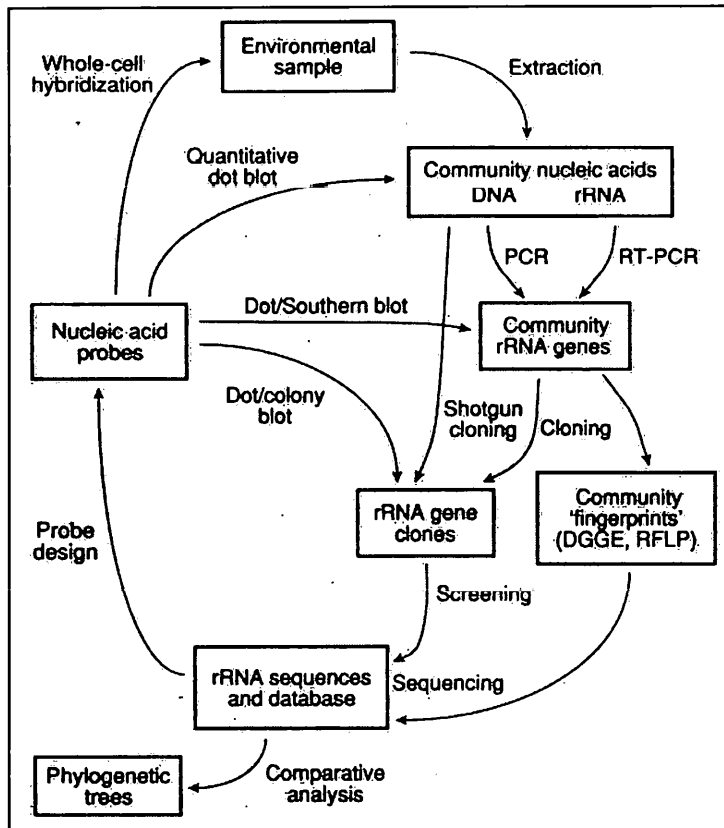 Environmental
sample
Whole-cell
hybridization
Extraction
Quantitative
dot blot
Community nucleic acids
DNA rRNA
PCR
RT-PCR
Dot/Southern blot
Nucleic acid
probes
Community
rRNA genes
Dot/colony
blot
Shotgun
cloning
Cloning
rRNA gene
clones
Community
'fingerprints'
(DGGE, RFLP)
Probe
design
Screening
rRNA sequences
and database
Sequencing
Phylogenetic
trees
Comparative
analysis